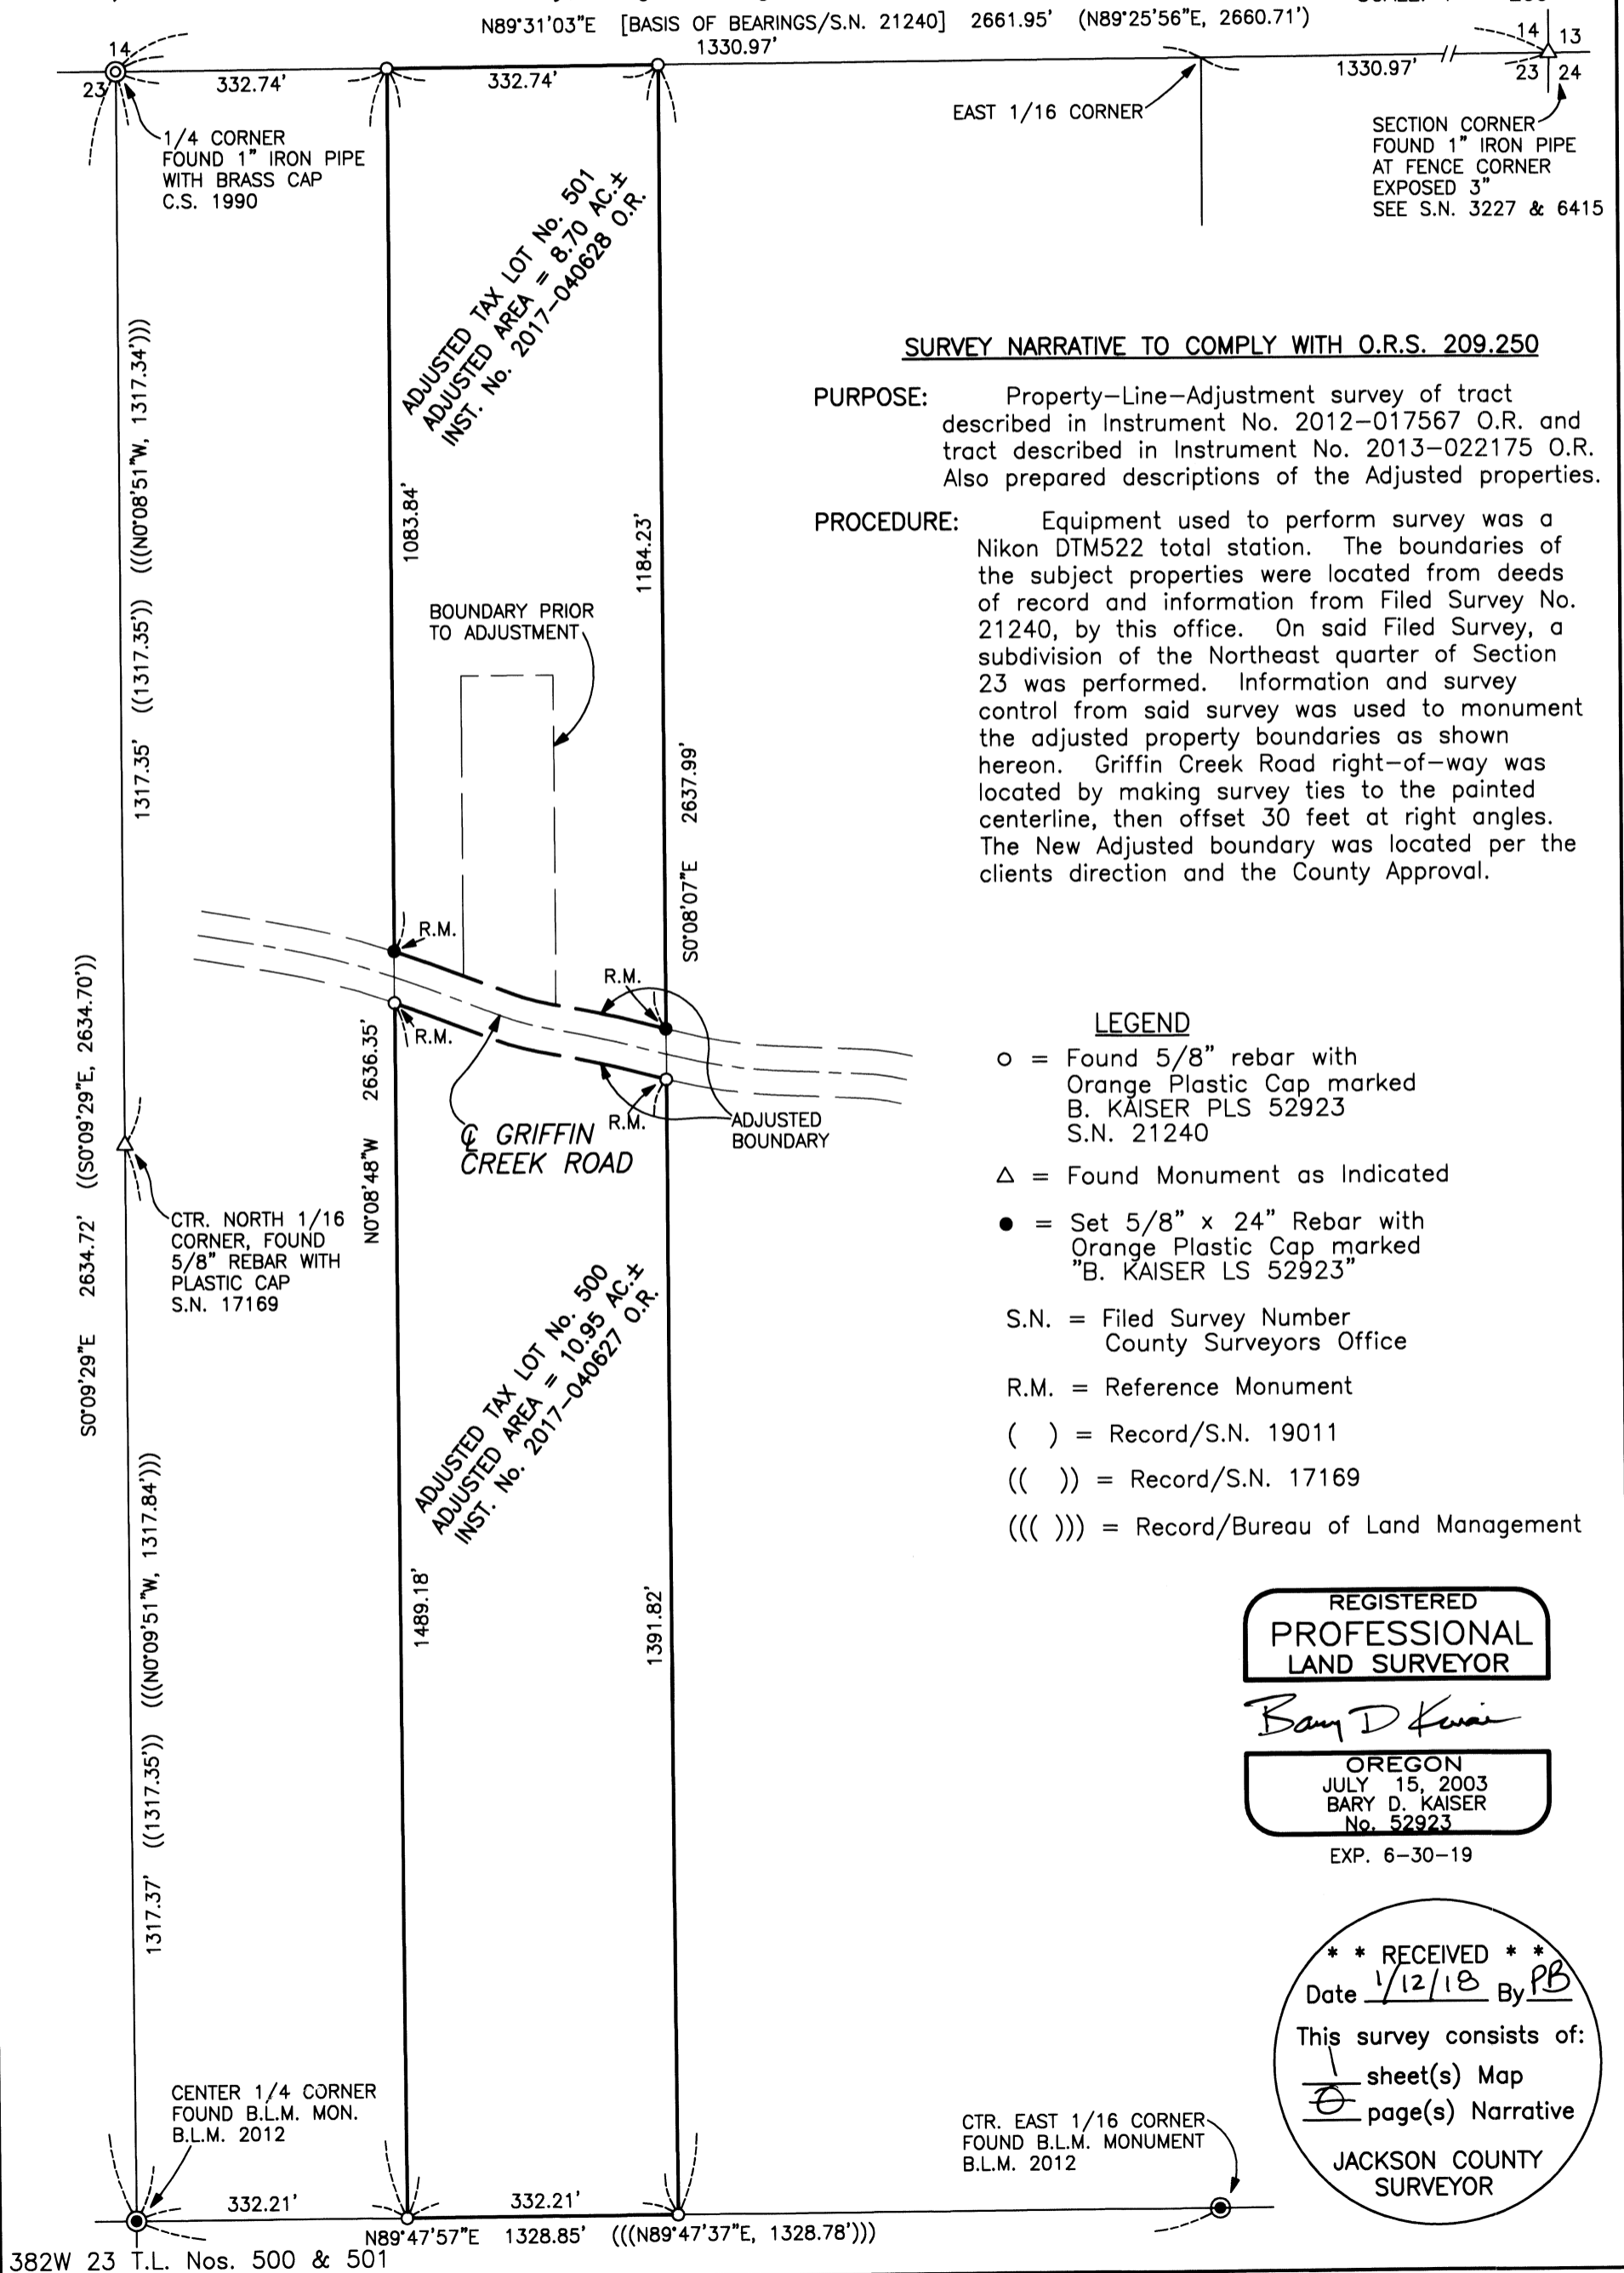 N89°31'03"E [BASIS OF BEARINGS/S.N. 21240] 2661.95' (N89°25'56"E, 2660.71')
1330.97'
14
23
332.74'
332.74'
1330.97'
14 13
23 24
EAST 1/16 CORNER
1/4 CORNER
FOUND 1" IRON PIPE
WITH BRASS CAP
C.S. 1990
SECTION CORNER
FOUND 1" IRON PIPE
AT FENCE CORNER
EXPOSED 3"
SEE S.N. 3227 & 6415
ADJUSTED TAX LOT No. 501
ADJUSTED AREA = 8.70 AC.±
INST. No. 2017-040628 O.R.
1317.35' ((1317.35')) (((N0°08'51"W, 1317.34')))
1083.84'
1184.23'
SURVEY NARRATIVE TO COMPLY WITH O.R.S. 209.250
PURPOSE: Property-Line-Adjustment survey of tract
described in Instrument No. 2012-017567 O.R. and
tract described in Instrument No. 2013-022175 O.R.
Also prepared descriptions of the Adjusted properties.
PROCEDURE: Equipment used to perform survey was a
Nikon DTM522 total station. The boundaries of
the subject properties were located from deeds
of record and information from Filed Survey No.
21240, by this office. On said Filed Survey, a
subdivision of the Northeast quarter of Section
23 was performed. Information and survey
control from said survey was used to monument
the adjusted property boundaries as shown
hereon. Griffin Creek Road right-of-way was
located by making survey ties to the painted
centerline, then offset 30 feet at right angles.
The New Adjusted boundary was located per the
clients direction and the County Approval.
BOUNDARY PRIOR
TO ADJUSTMENT
S0°08'07"E 2637.99'
R.M.
R.M.
R.M.
R.M.
S0°09'29"E 2634.72' ((S0°09'29"E, 2634.70'))
N0°08'48"W 2636.35'
℄ GRIFFIN
CREEK ROAD
ADJUSTED
BOUNDARY
CTR. NORTH 1/16
CORNER, FOUND
5/8" REBAR WITH
PLASTIC CAP
S.N. 17169
LEGEND
○ = Found 5/8" rebar with
Orange Plastic Cap marked
B. KAISER PLS 52923
S.N. 21240
△ = Found Monument as Indicated
● = Set 5/8" x 24" Rebar with
Orange Plastic Cap marked
"B. KAISER LS 52923"
S.N. = Filed Survey Number
County Surveyors Office
R.M. = Reference Monument
( ) = Record/S.N. 19011
(( )) = Record/S.N. 17169
((( ))) = Record/Bureau of Land Management
ADJUSTED TAX LOT No. 500
ADJUSTED AREA = 10.95 AC.±
INST. No. 2017-040627 O.R.
1317.37' ((1317.35')) (((N0°09'51"W, 1317.84')))
1489.18'
1391.82'
REGISTERED
PROFESSIONAL
LAND SURVEYOR
Bary D Kaiser
OREGON
JULY 15, 2003
BARY D. KAISER
No. 52923
EXP. 6-30-19
* * RECEIVED * *
Date 1/12/18 By PB
This survey consists of:
1 sheet(s) Map
0 page(s) Narrative
JACKSON COUNTY
SURVEYOR
CENTER 1/4 CORNER
FOUND B.L.M. MON.
B.L.M. 2012
CTR. EAST 1/16 CORNER
FOUND B.L.M. MONUMENT
B.L.M. 2012
332.21'
332.21'
N89°47'57"E 1328.85' (((N89°47'37"E, 1328.78')))
382W 23 T.L. Nos. 500 & 501